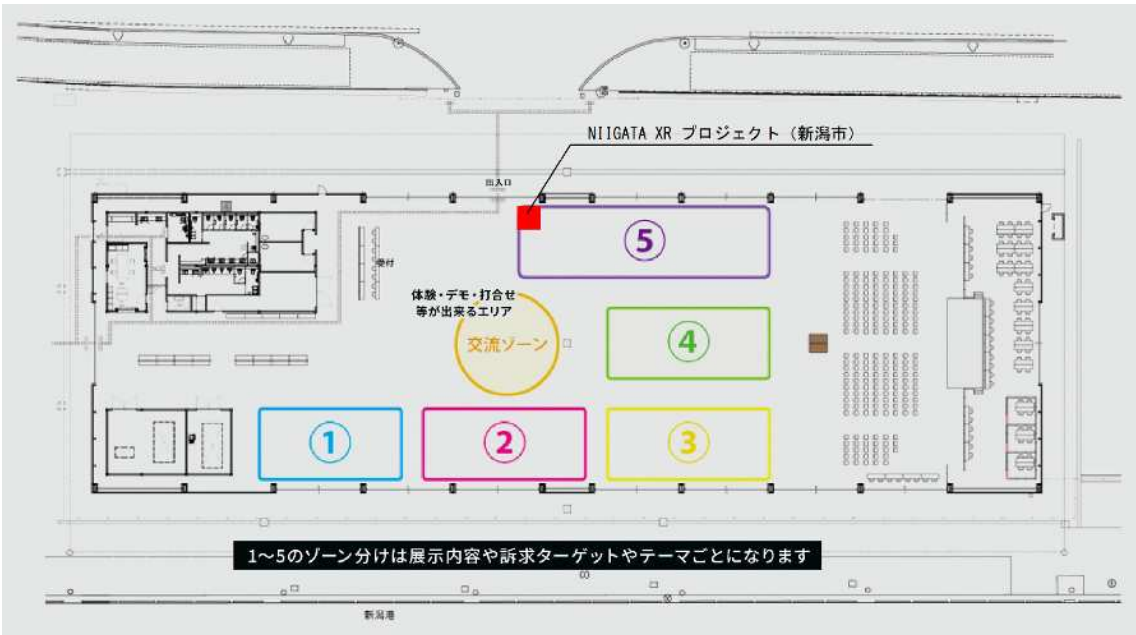 NIIGATA XR プロジェクト（新潟市）
出入口
⑤
受付
体験・デモ・打合せ
等が出来るエリア
交流ゾーン
④
①
②
③
1～5のゾーン分けは展示内容や訴求ターゲットやテーマごとになります
新潟港